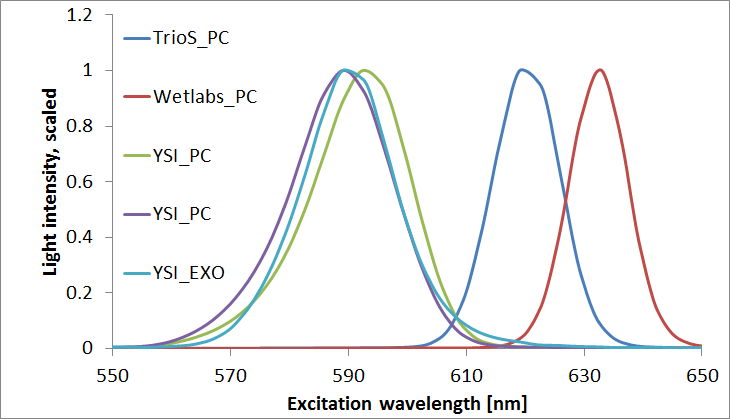 Light intensity, scaled
1.2
1
0.8
0.6
0.4
0.2
0
TrioS_PC
Wetlabs_PC
YSI_PC
YSI_PC
YSI_EXO
550 570 590 610 630 650
Excitation wavelength [nm]